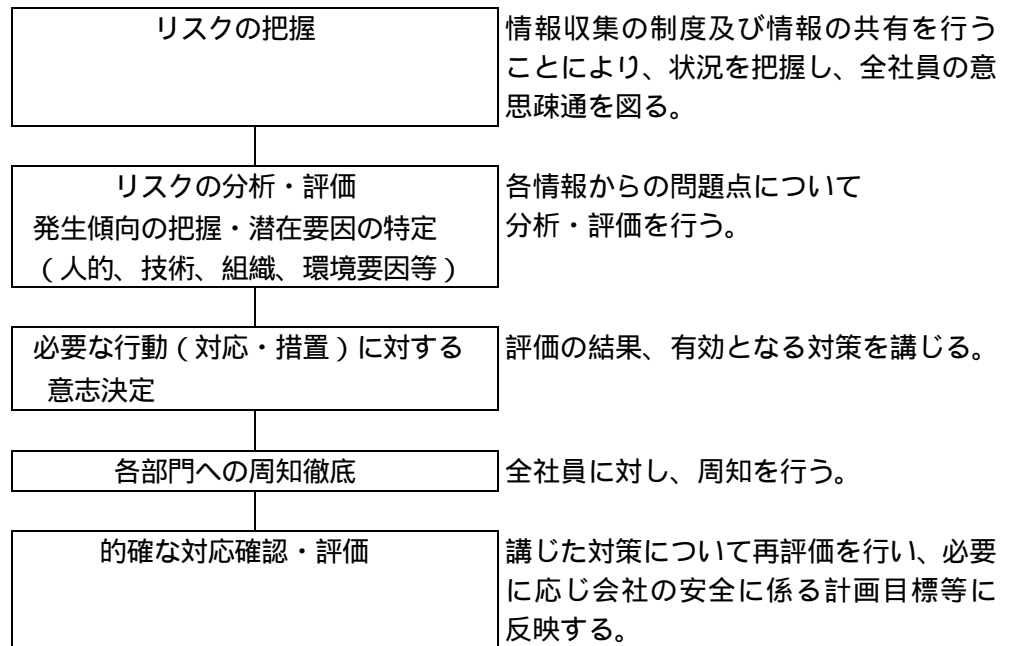 リスクの把握
情報収集の制度及び情報の共有を行う
ことにより、状況を把握し、全社員の意
思疎通を図る。
リスクの分析・評価
発生傾向の把握・潜在要因の特定
(人的、技術、組織、環境要因等)
各情報からの問題点について
分析・評価を行う。
必要な行動(対応・措置)に対する
意志決定
評価の結果、有効となる対策を講じる。
各部門への周知徹底
全社員に対し、周知を行う。
的確な対応確認・評価
講じた対策について再評価を行い、必要
に応じ会社の安全に係る計画目標等に
反映する。